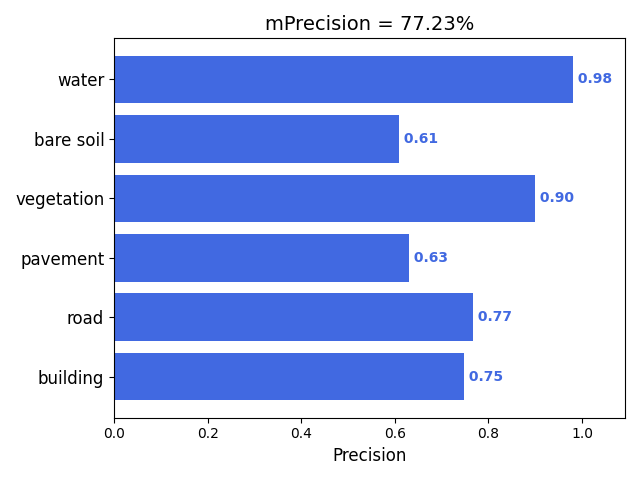 mPrecision = 77.23%
water 0.98
bare soil 0.61
vegetation 0.90
pavement 0.63
road 0.77
building 0.75
0.0 0.2 0.4 0.6 0.8 1.0
Precision